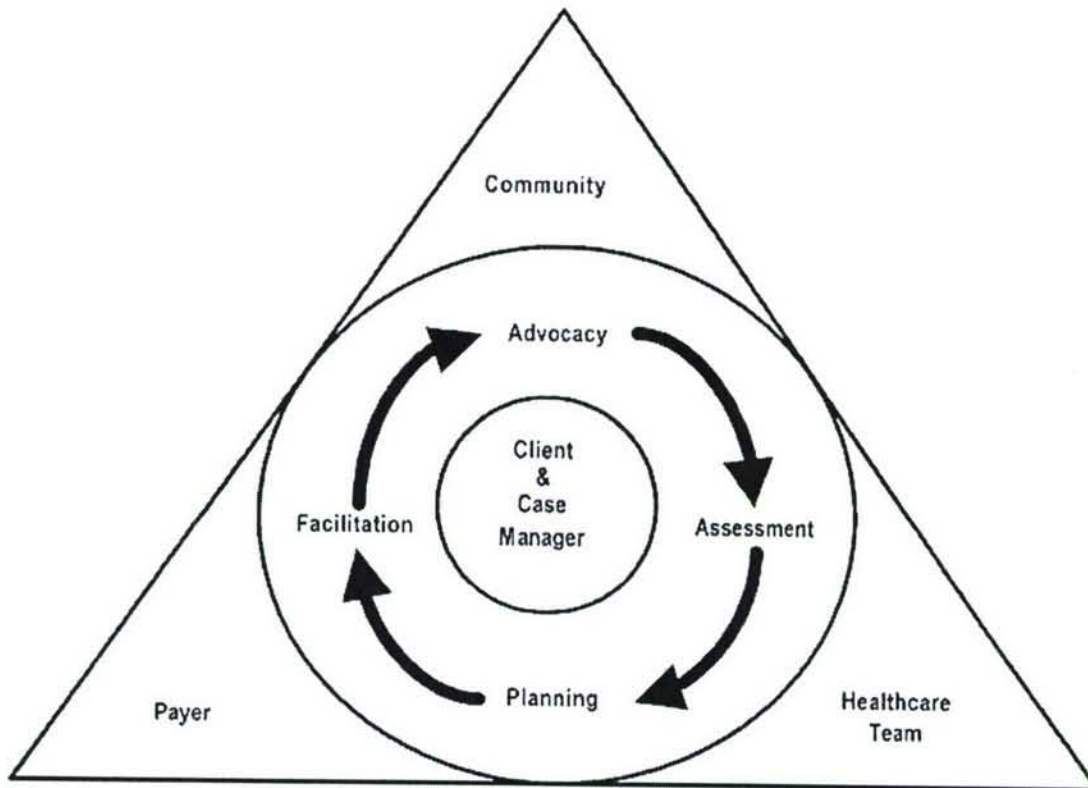 Community
Advocacy
Client
&
Case
Manager
Facilitation
Assessment
Planning
Payer
Healthcare
Team